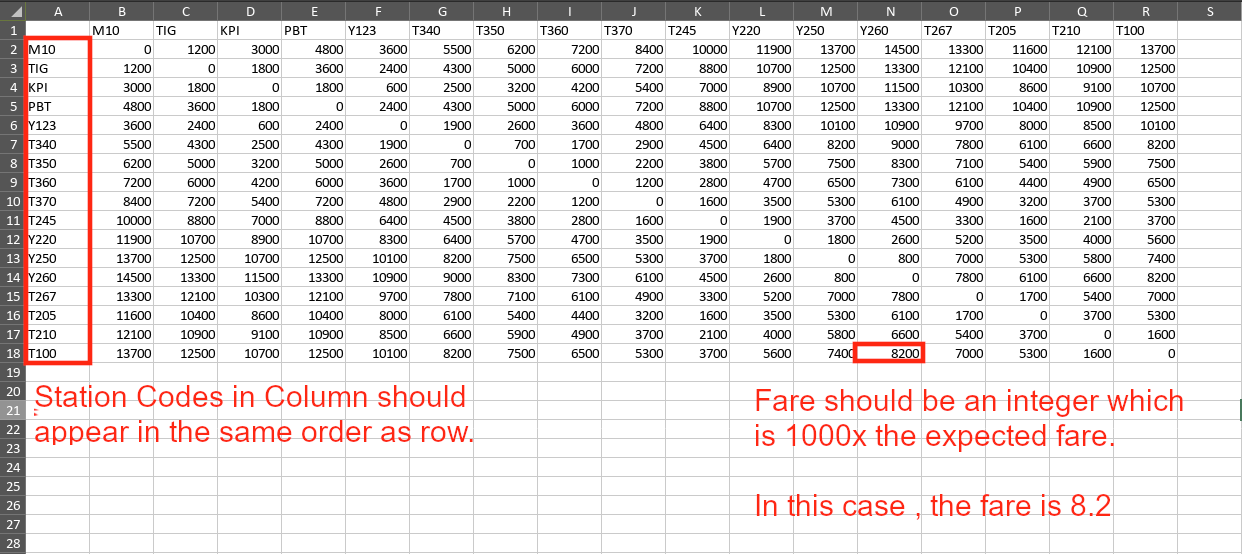 A B C D E F G H I J K L M N O P Q R S
1 M10 TIG KPI PBT Y123 T340 T350 T360 T370 T245 Y220 Y250 Y260 T267 T205 T210 T100
2 M10 0 1200 3000 4800 3600 5500 6200 7200 8400 10000 11900 13700 14500 13300 11600 12100 13700
3 TIG 1200 0 1800 3600 2400 4300 5000 6000 7200 8800 10700 12500 13300 12100 10400 10900 12500
4 KPI 3000 1800 0 1800 600 2500 3200 4200 5400 7000 8900 10700 11500 10300 8600 9100 10700
5 PBT 4800 3600 1800 0 2400 4300 5000 6000 7200 8800 10700 12500 13300 12100 10400 10900 12500
6 Y123 3600 2400 600 2400 0 1900 2600 3600 4800 6400 8300 10100 10900 9700 8000 8500 10100
7 T340 5500 4300 2500 4300 1900 0 700 1700 2900 4500 6400 8200 9000 7800 6100 6600 8200
8 T350 6200 5000 3200 5000 2600 700 0 1000 2200 3800 5700 7500 8300 7100 5400 5900 7500
9 T360 7200 6000 4200 6000 3600 1700 1000 0 1200 2800 4700 6500 7300 6100 4400 4900 6500
10 T370 8400 7200 5400 7200 4800 2900 2200 1200 0 1600 3500 5300 6100 4900 3200 3700 5300
11 T245 10000 8800 7000 8800 6400 4500 3800 2800 1600 0 1900 3700 4500 3300 1600 2100 3700
12 Y220 11900 10700 8900 10700 8300 6400 5700 4700 3500 1900 0 1800 2600 5200 3500 4000 5600
13 Y250 13700 12500 10700 12500 10100 8200 7500 6500 5300 3700 1800 0 800 7000 5300 5800 7400
14 Y260 14500 13300 11500 13300 10900 9000 8300 7300 6100 4500 2600 800 0 7800 6100 6600 8200
15 T267 13300 12100 10300 12100 9700 7800 7100 6100 4900 3300 5200 7000 7800 0 1700 5400 7000
16 T205 11600 10400 8600 10400 8000 6100 5400 4400 3200 1600 3500 5300 6100 1700 0 3700 5300
17 T210 12100 10900 9100 10900 8500 6600 5900 4900 3700 2100 4000 5800 6600 5400 3700 0 1600
18 T100 13700 12500 10700 12500 10100 8200 7500 6500 5300 3700 5600 7400 8200 7000 5300 1600 0
19
20
21
22
23
24
25
26
27
28
Station Codes in Column should
appear in the same order as row.
Fare should be an integer which
is 1000x the expected fare.
In this case , the fare is 8.2